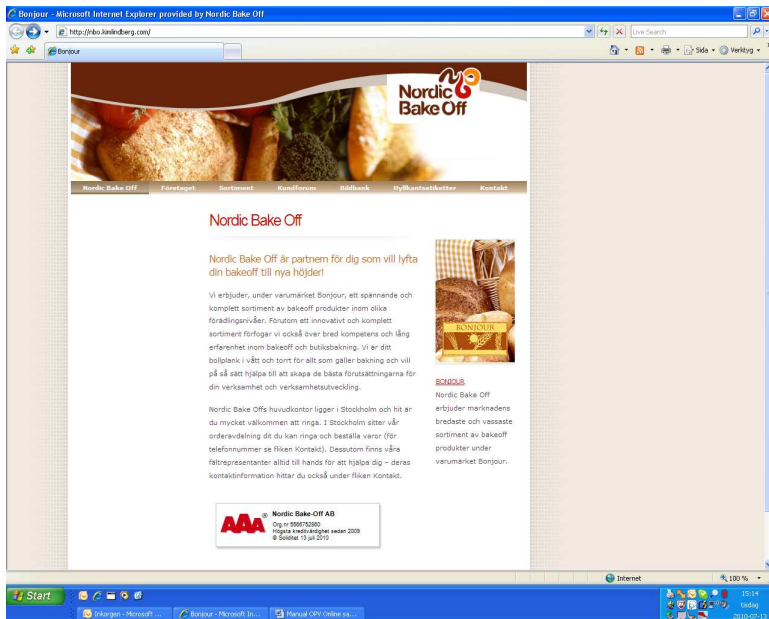 Bonjour - Microsoft Internet Explorer provided by Nordic Bake Off
http://nbo.kimlindberg.com/
Live Search
Bonjour
Sida
Verktyg
Nordic
Bake Off
Nordic Bake Off Företaget Sortiment Kundforum Bildbank Hyllkantsetiketter Kontakt
Nordic Bake Off
Nordic Bake Off är partnern för dig som vill lyfta
din bakeoff till nya höjder!
Vi erbjuder, under varumärket Bonjour, ett spännande och
komplett sortiment av bakeoff produkter inom olika
förädlingsnivåer. Förutom ett innovativt och komplett
sortiment förfogar vi också över bred kompetens och lång
erfarenhet inom bakeoff och butiksbakning. Vi är ditt
bollplank i vått och torrt för allt som gäller bakning och vill
på så sätt hjälpa till att skapa de bästa förutsättningarna för
din verksamhet och verksamhetsutveckling.
Nordic Bake Offs huvudkontor ligger i Stockholm och hit är
du mycket välkommen att ringa. I Stockholm sitter vår
orderavdelning dit du kan ringa och beställa varor (för
telefonnummer se fliken Kontakt). Dessutom finns våra
fältrepresentanter alltid till hands för att hjälpa dig – deras
kontaktinformation hittar du också under fliken Kontakt.
BONJOUR
BONJOUR
Nordic Bake Off
erbjuder marknadens
bredaste och vassaste
sortiment av bakeoff
produkter under
varumärket Bonjour.
AAA®
Nordic Bake-Off AB
Org.nr 5566752860
Högsta kreditvärdighet sedan 2009
© Soliditet 13 juli 2010
Internet
100 %
Start
Inkorgen - Microsoft ...
Bonjour - Microsoft In...
Manual OPV Online sa...
15:14
tisdag
2010-07-13